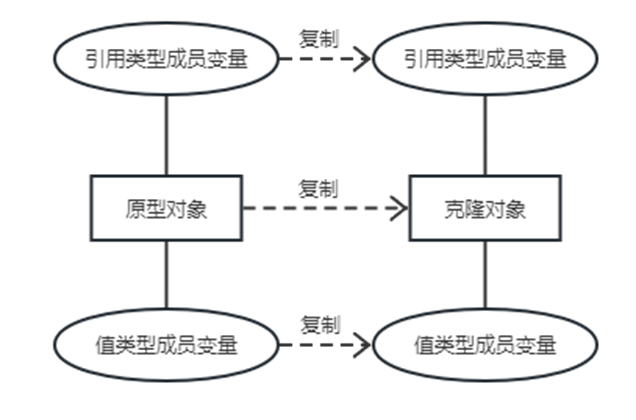 复制
引用类型成员变量
引用类型成员变量
复制
原型对象
克隆对象
复制
值类型成员变量
值类型成员变量